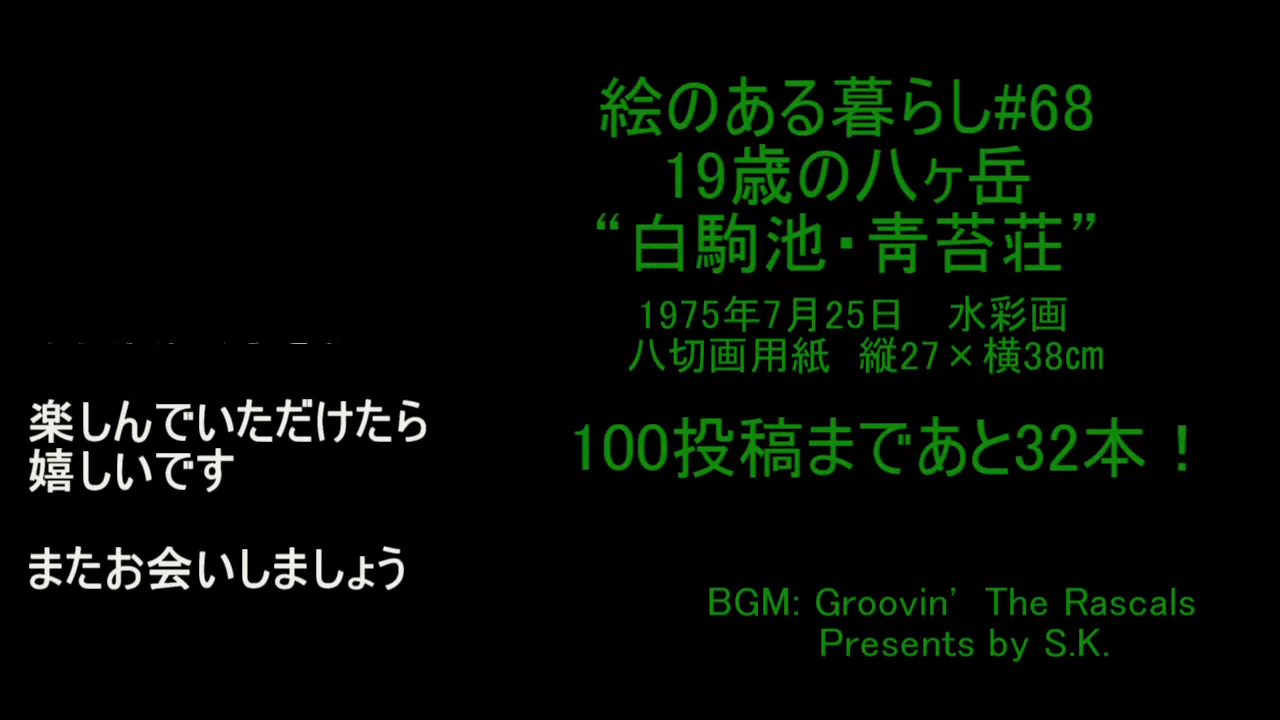 絵のある暮らし#68
19歳の八ヶ岳
“白駒池・青苔荘”
1975年7月25日　水彩画
八切画用紙　縦27×横38㎝
100投稿まであと32本！
楽しんでいただけたら
嬉しいです
またお会いしましょう
BGM: Groovin’ The Rascals
Presents by S.K.